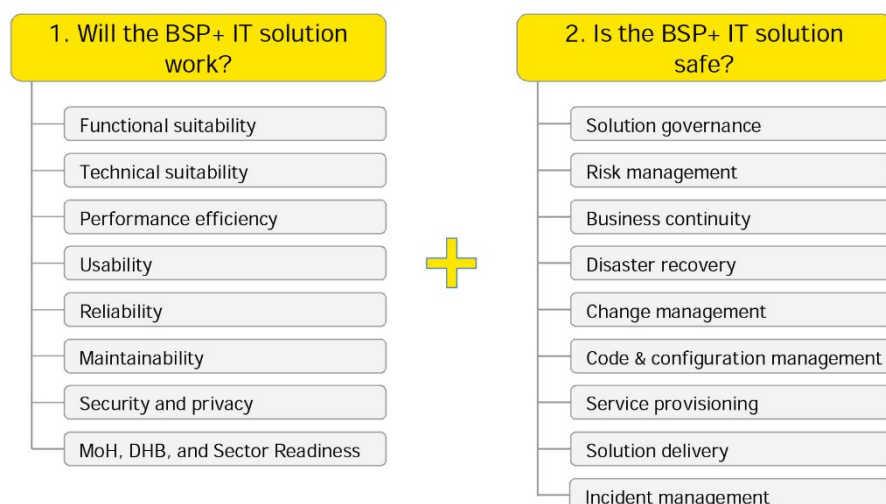 1. Will the BSP+ IT solution
work?
Functional suitability
Technical suitability
Performance efficiency
Usability
Reliability
Maintainability
Security and privacy
MoH, DHB, and Sector Readiness
2. Is the BSP+ IT solution
safe?
Solution governance
Risk management
Business continuity
Disaster recovery
Change management
Code & configuration management
Service provisioning
Solution delivery
Incident management